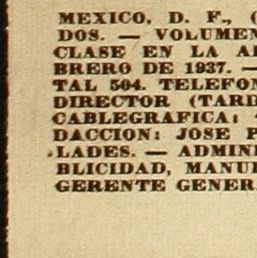 MEXICO, D. F., (
DOS. — VOLUMEN
CLASE EN LA
BRERO DE 1937. —
TAL 504. TELEFON
DIRECTOR (TARD
CABLEGRAFICA:
DACCION: JOSE P
LADES. — ADMINI
BLICIDAD, MANU
GERENTE GENER